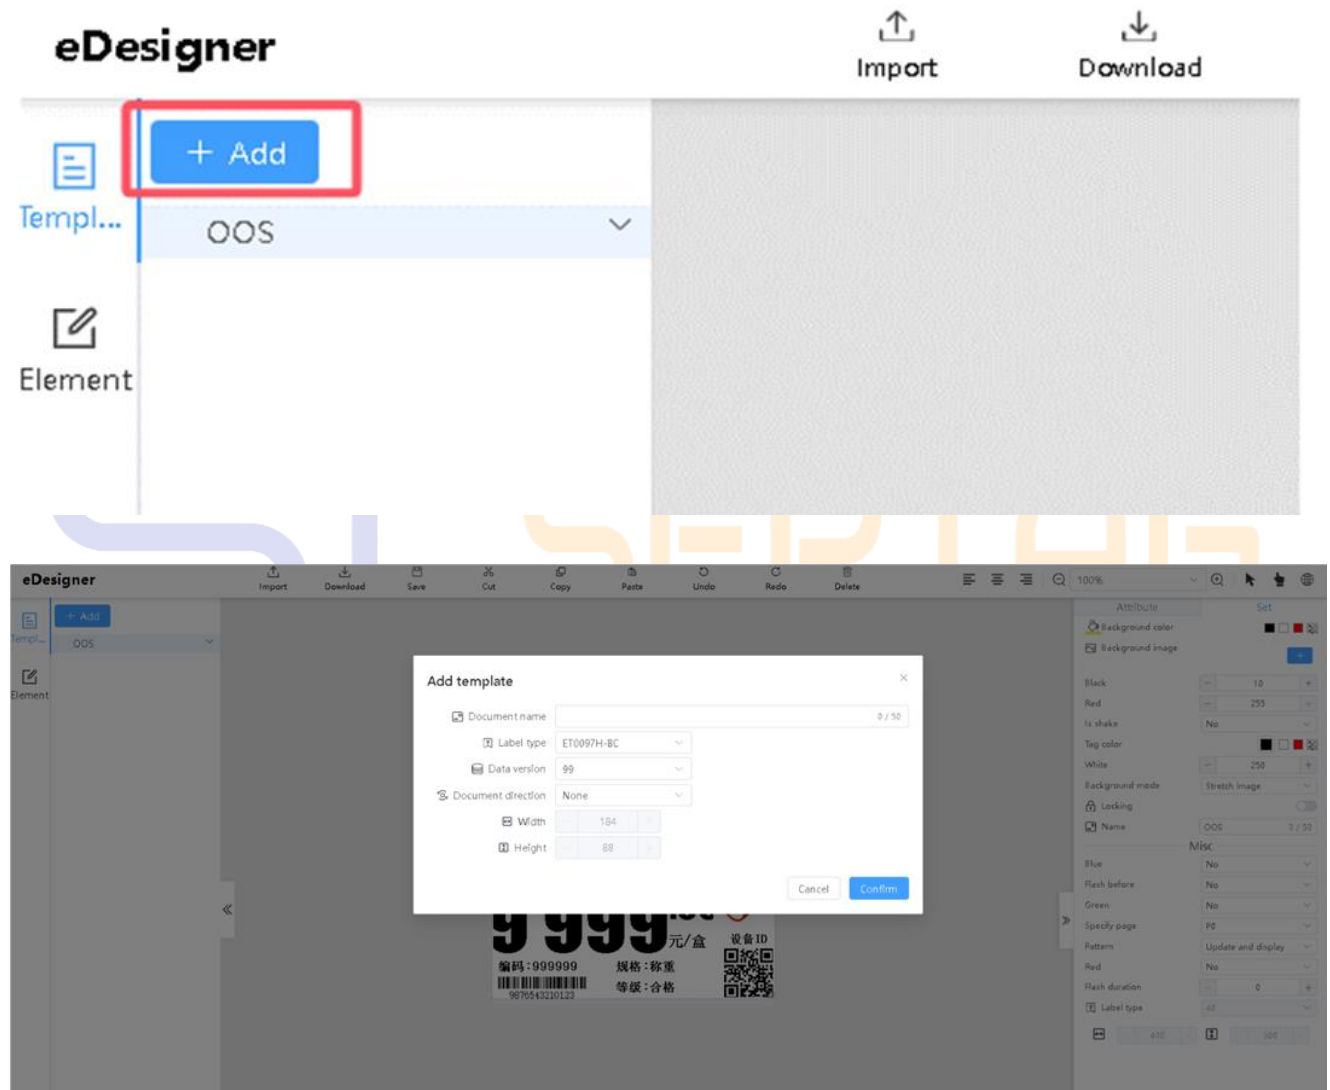 eDesigner
Import
Download
+ Add
Templ...
OOS
Element
eDesigner
Import
Download
Save
Cut
Copy
Paste
Undo
Redo
Delete
100%
+ Add
Templ...
OOS
Element
Add template
Document name
0 / 50
Label type
ET0097H-BC
Data version
99
Document direction
None
Width
184
Height
88
Cancel
Confirm
9 999
元/盒
设备ID
编码:999999
规格:称重
等级:合格
9876543210123
Attribute
Set
Background color
Background image
Black
10
Red
255
Is shake
No
Tag color
White
250
Background mode
Stretch image
Locking
Name
OOS
3 / 50
Misc
Blue
No
Flash before
No
Green
No
Specify page
P0
Pattern
Update and display
Red
No
Flash duration
0
Label type
400